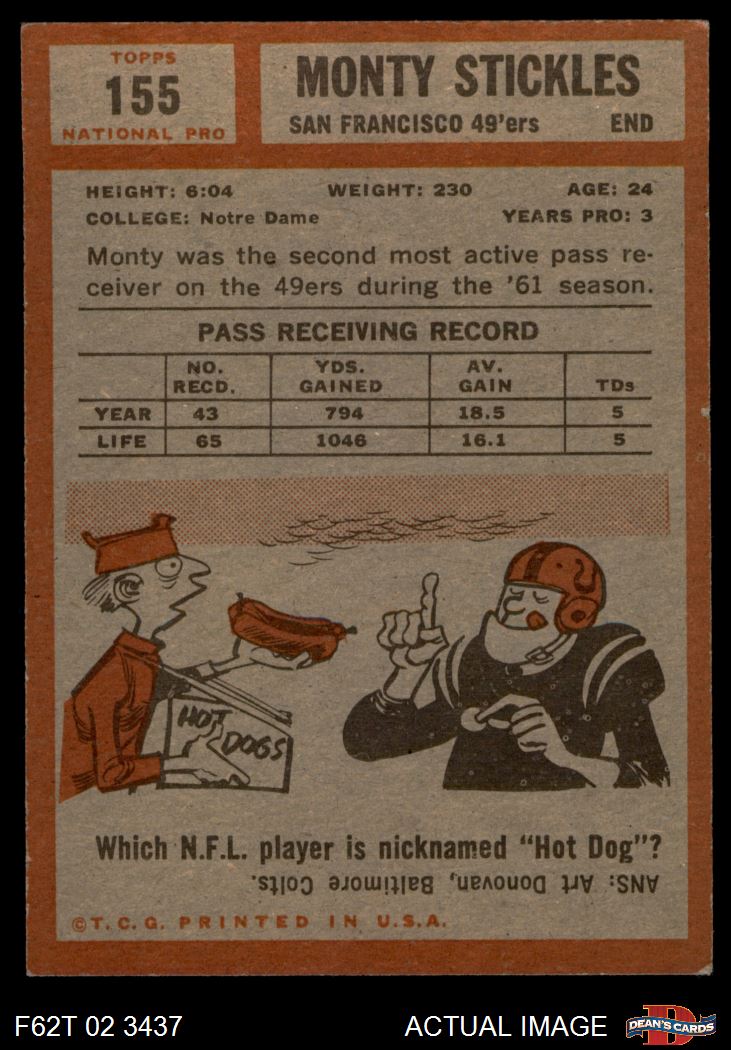 TOPPS
155
NATIONAL PRO
MONTY STICKLES
SAN FRANCISCO 49'ers END
HEIGHT: 6:04 WEIGHT: 230 AGE: 24
COLLEGE: Notre Dame YEARS PRO: 3
Monty was the second most active pass re-
ceiver on the 49ers during the '61 season.
PASS RECEIVING RECORD
NO. RECD. YDS. GAINED AV. GAIN TDs
YEAR 43 794 18.5 5
LIFE 65 1046 16.1 5
HOT
DOGS
Which N.F.L. player is nicknamed "Hot Dog"?
ANS: Art Donovan, Baltimore Colts.
©T.C.G. PRINTED IN U.S.A.
F62T 02 3437 ACTUAL IMAGE
D
DEAN'S CARDS